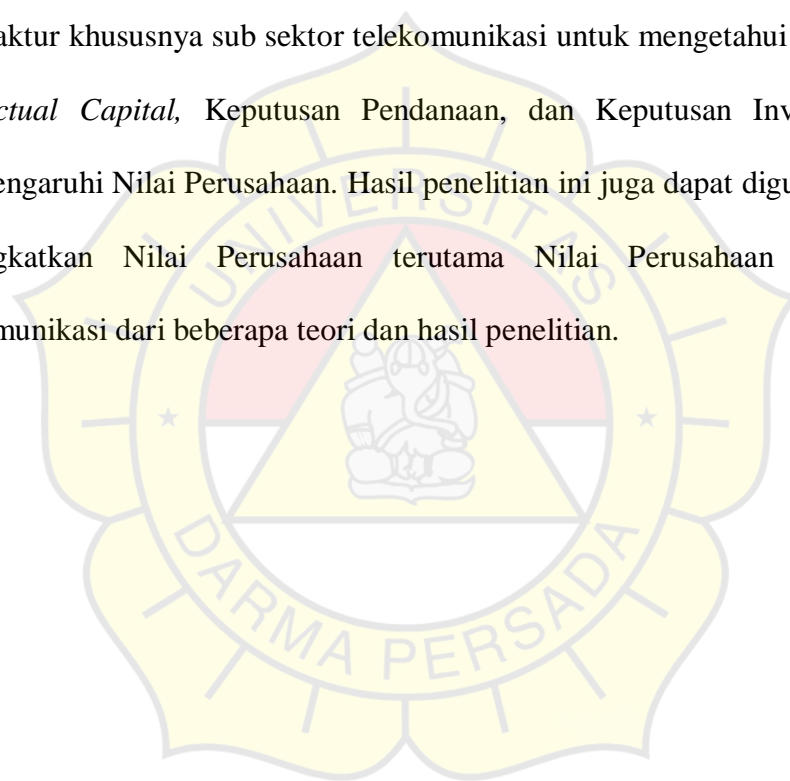 aktur khususnya sub sektor telekomunikasi untuk mengetahui
ctual Capital, Keputusan Pendanaan, dan Keputusan Inv
engaruhi Nilai Perusahaan. Hasil penelitian ini juga dapat digu
gkatkan Nilai Perusahaan terutama Nilai Perusahaan
munikasi dari beberapa teori dan hasil penelitian.
UNIVERSITAS
DARMA PERSADA